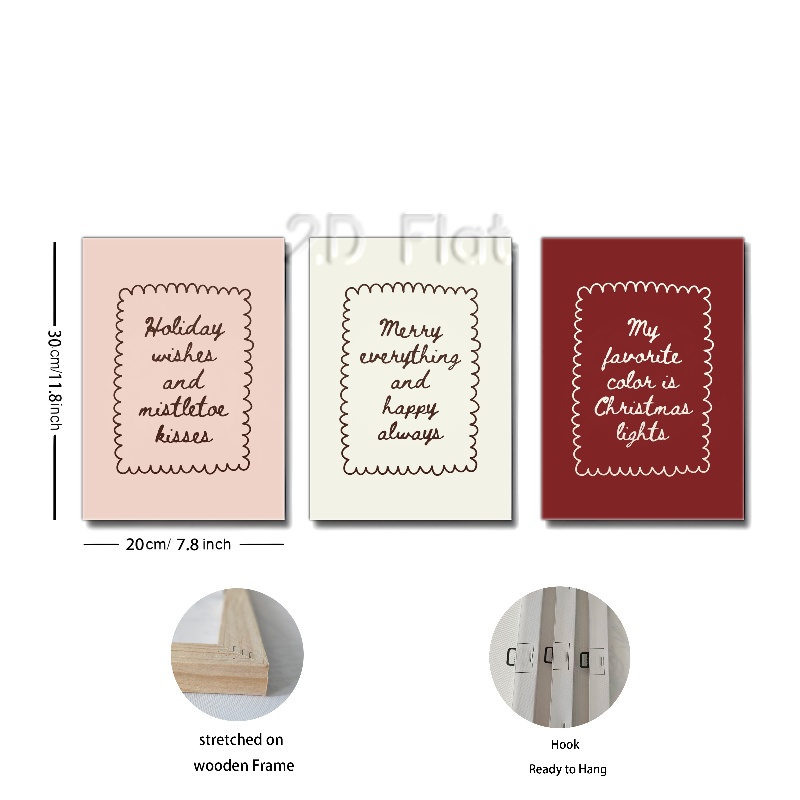 2D Flat
30cm/11.8inch
Holiday
wishes
and
mistletoe
kisses
Merry
everything
and
happy
always
My
favorite
color is
Christmas
lights
20cm/ 7.8 inch
stretched on
wooden Frame
Hook
Ready to Hang